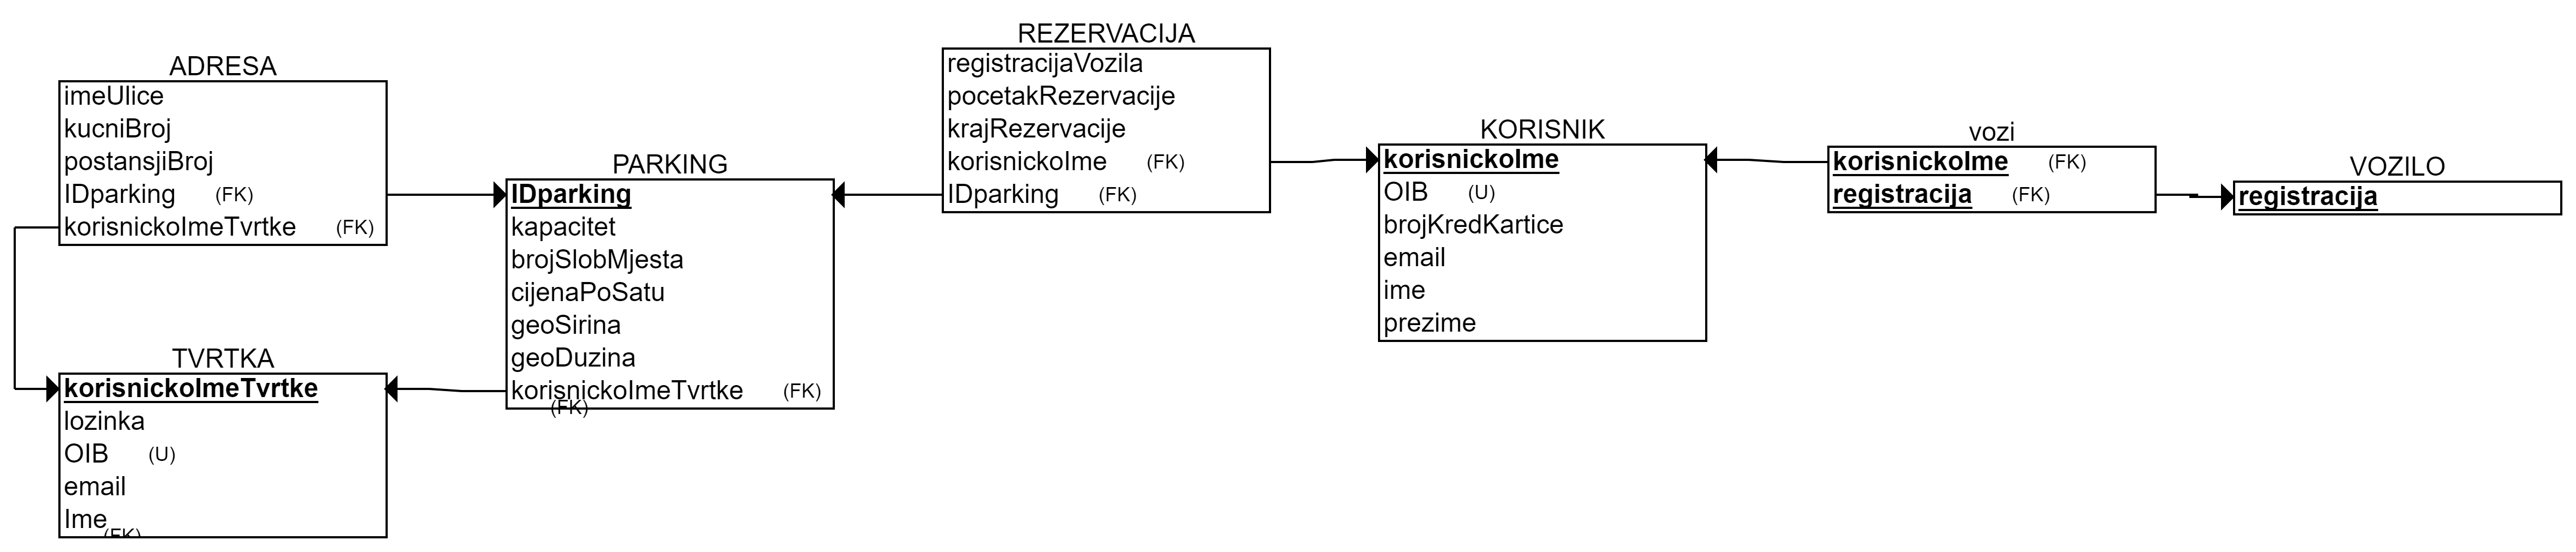 ADRESA
imeUlice
kucniBroj
postansjiBroj
IDparking (FK)
korisnickoImeTvrtke (FK)
TVRTKA
korisnickoImeTvrtke
lozinka
OIB (U)
email
Ime
(FK)
PARKING
IDparking
kapacitet
brojSlobMjesta
cijenaPoSatu
geoSirina
geoDuzina
korisnickoImeTvrtke (FK)
(FK)
REZERVACIJA
registracijaVozila
pocetakRezervacije
krajRezervacije
korisnickoIme (FK)
IDparking (FK)
KORISNIK
korisnickoIme
OIB (U)
brojKredKartice
email
ime
prezime
vozi
korisnickoIme (FK)
registracija (FK)
VOZILO
registracija